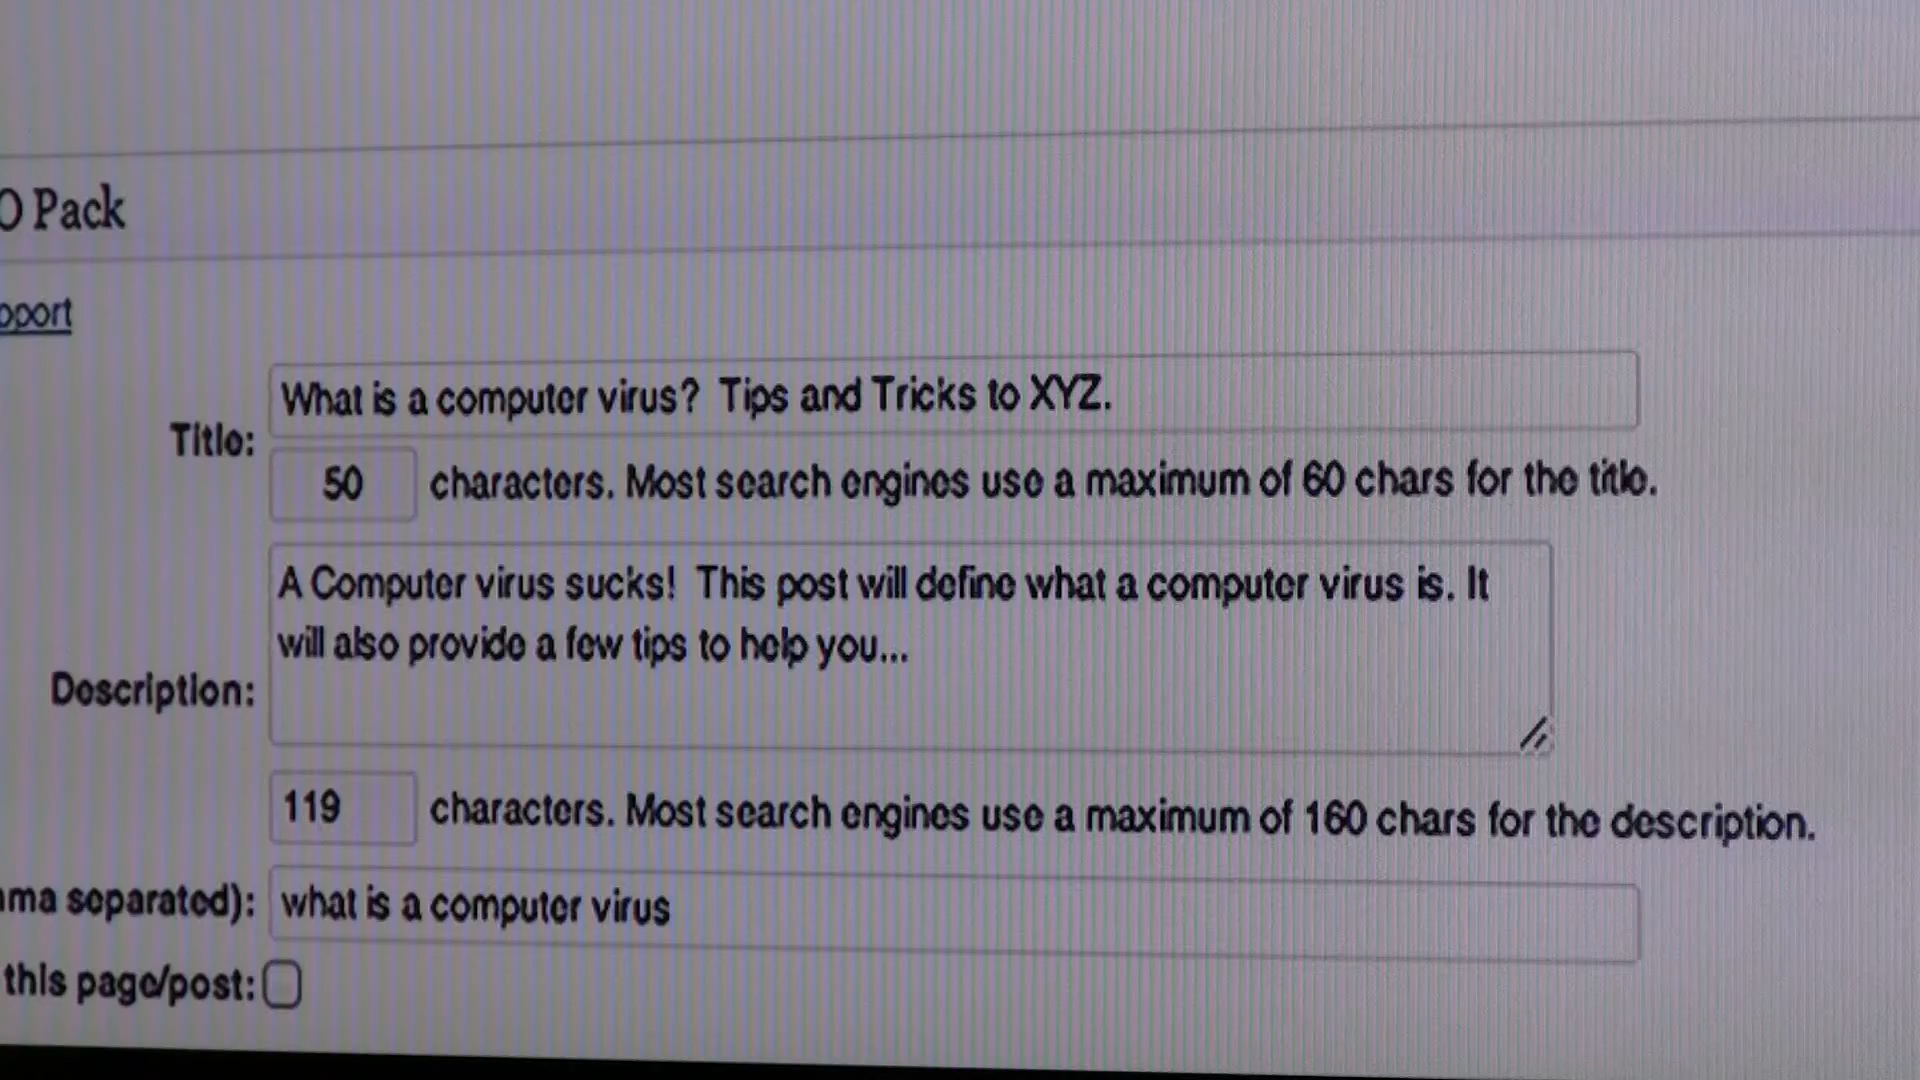 O Pack
pport
What is a computer virus?  Tips and Tricks to XYZ.
Title:
50 characters. Most search engines use a maximum of 60 chars for the title.
A Computer virus sucks!  This post will define what a computer virus is. It
will also provide a few tips to help you...
Description:
119 characters. Most search engines use a maximum of 160 chars for the description.
ma separated): what is a computer virus
this page/post: